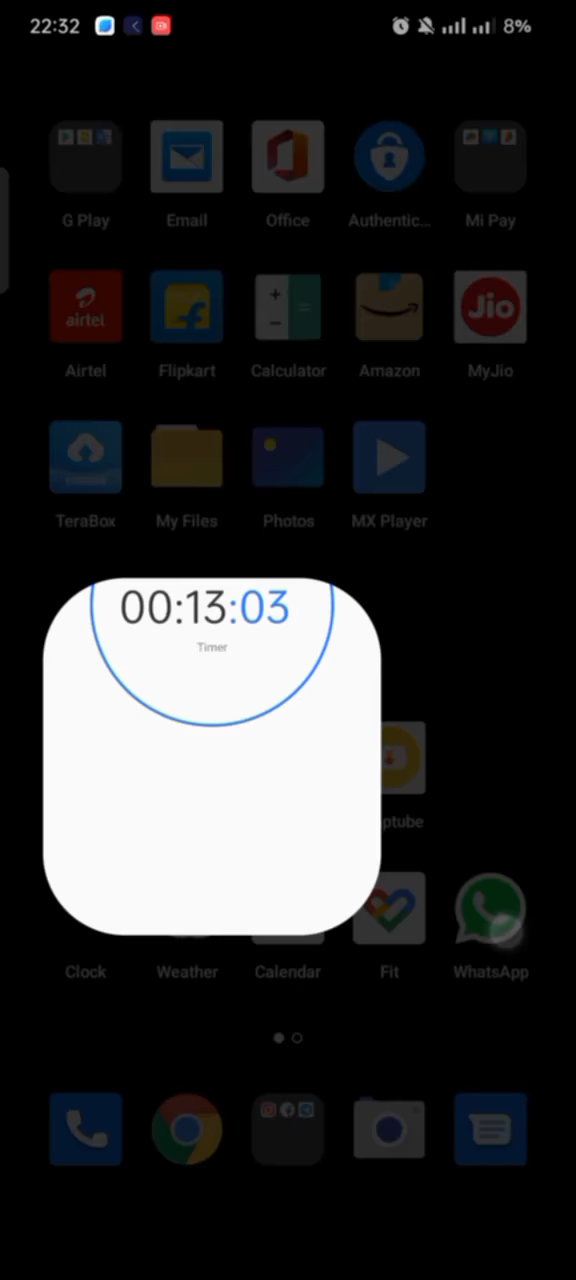 22:32 8%
G Play Email Office Authentic... Mi Pay
airtel Jio
+ − =
Airtel Flipkart Calculator Amazon MyJio
TeraBox My Files Photos MX Player
00:13:03
Timer
ptube
Clock Weather Calendar Fit WhatsApp